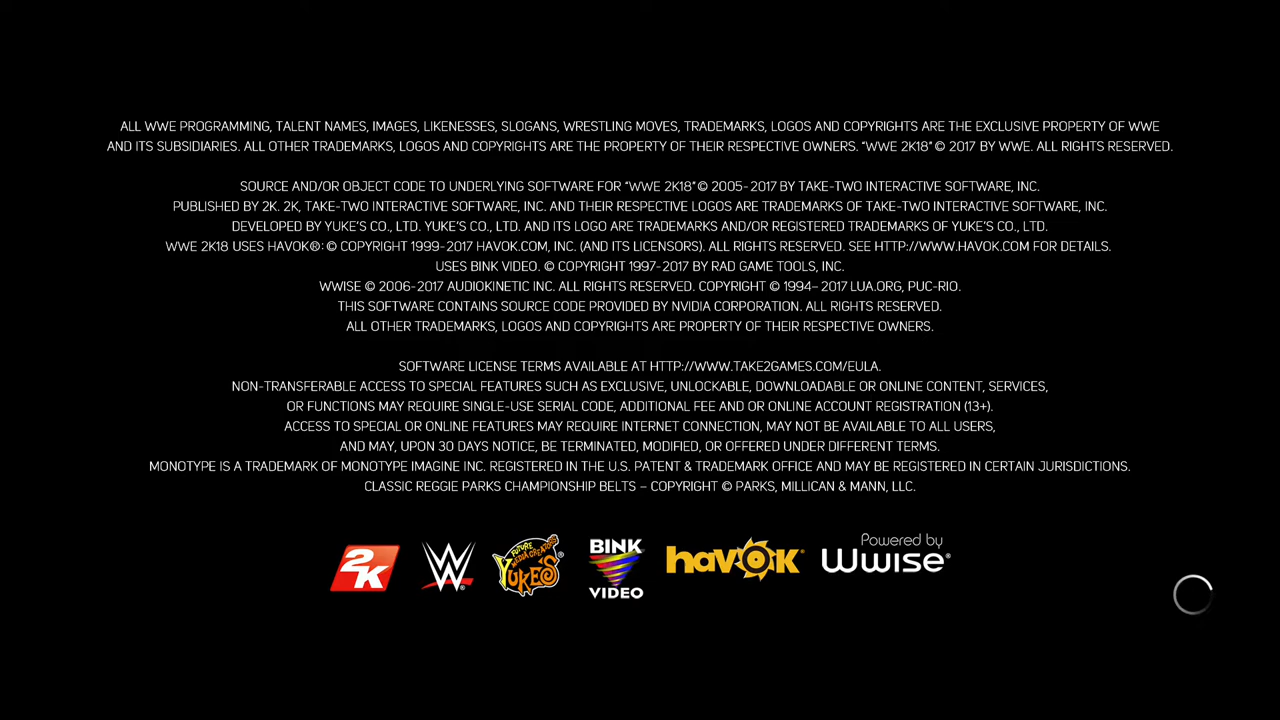 ALL WWE PROGRAMMING, TALENT NAMES, IMAGES, LIKENESSES, SLOGANS, WRESTLING MOVES, TRADEMARKS, LOGOS AND COPYRIGHTS ARE THE EXCLUSIVE PROPERTY OF WWE
AND ITS SUBSIDIARIES. ALL OTHER TRADEMARKS, LOGOS AND COPYRIGHTS ARE THE PROPERTY OF THEIR RESPECTIVE OWNERS. “WWE 2K18” © 2017 BY WWE. ALL RIGHTS RESERVED.
SOURCE AND/OR OBJECT CODE TO UNDERLYING SOFTWARE FOR “WWE 2K18” © 2005-2017 BY TAKE-TWO INTERACTIVE SOFTWARE, INC.
PUBLISHED BY 2K. 2K, TAKE-TWO INTERACTIVE SOFTWARE, INC. AND THEIR RESPECTIVE LOGOS ARE TRADEMARKS OF TAKE-TWO INTERACTIVE SOFTWARE, INC.
DEVELOPED BY YUKE'S CO., LTD. YUKE'S CO., LTD. AND ITS LOGO ARE TRADEMARKS AND/OR REGISTERED TRADEMARKS OF YUKE'S CO., LTD.
WWE 2K18 USES HAVOK®: © COPYRIGHT 1999-2017 HAVOK.COM, INC. (AND ITS LICENSORS). ALL RIGHTS RESERVED. SEE HTTP://WWW.HAVOK.COM FOR DETAILS.
USES BINK VIDEO. © COPYRIGHT 1997-2017 BY RAD GAME TOOLS, INC.
WWISE © 2006-2017 AUDIOKINETIC INC. ALL RIGHTS RESERVED. COPYRIGHT © 1994– 2017 LUA.ORG, PUC-RIO.
THIS SOFTWARE CONTAINS SOURCE CODE PROVIDED BY NVIDIA CORPORATION. ALL RIGHTS RESERVED.
ALL OTHER TRADEMARKS, LOGOS AND COPYRIGHTS ARE PROPERTY OF THEIR RESPECTIVE OWNERS.
SOFTWARE LICENSE TERMS AVAILABLE AT HTTP://WWW.TAKE2GAMES.COM/EULA.
NON-TRANSFERABLE ACCESS TO SPECIAL FEATURES SUCH AS EXCLUSIVE, UNLOCKABLE, DOWNLOADABLE OR ONLINE CONTENT, SERVICES,
OR FUNCTIONS MAY REQUIRE SINGLE-USE SERIAL CODE, ADDITIONAL FEE AND OR ONLINE ACCOUNT REGISTRATION (13+).
ACCESS TO SPECIAL OR ONLINE FEATURES MAY REQUIRE INTERNET CONNECTION, MAY NOT BE AVAILABLE TO ALL USERS,
AND MAY, UPON 30 DAYS NOTICE, BE TERMINATED, MODIFIED, OR OFFERED UNDER DIFFERENT TERMS.
MONOTYPE IS A TRADEMARK OF MONOTYPE IMAGINE INC. REGISTERED IN THE U.S. PATENT & TRADEMARK OFFICE AND MAY BE REGISTERED IN CERTAIN JURISDICTIONS.
CLASSIC REGGIE PARKS CHAMPIONSHIP BELTS – COPYRIGHT © PARKS, MILLICAN & MANN, LLC.
2K
W
FUTURE
MEDIA CREATORS
YUKE'S®
BINK
VIDEO
havok®
Powered by
Wwise®